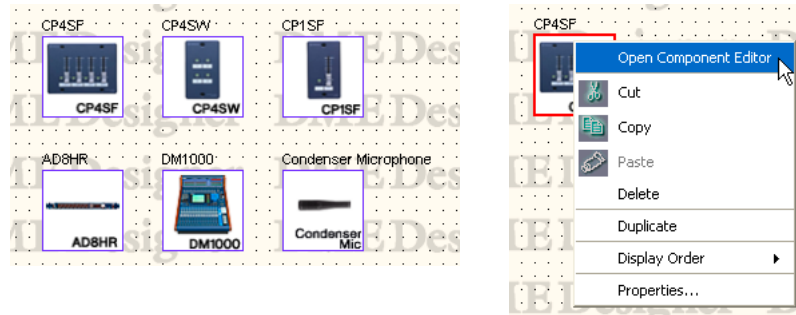 CP4SF
CP4SW
CP1SF
CP4SF
CP4SW
CP1SF
AD8HR
DM1000
Condenser Microphone
AD8HR
DM1000
Condenser
Mic
CP4SF
Open Component Editor
Cut
Copy
Paste
Delete
Duplicate
Display Order
Properties...